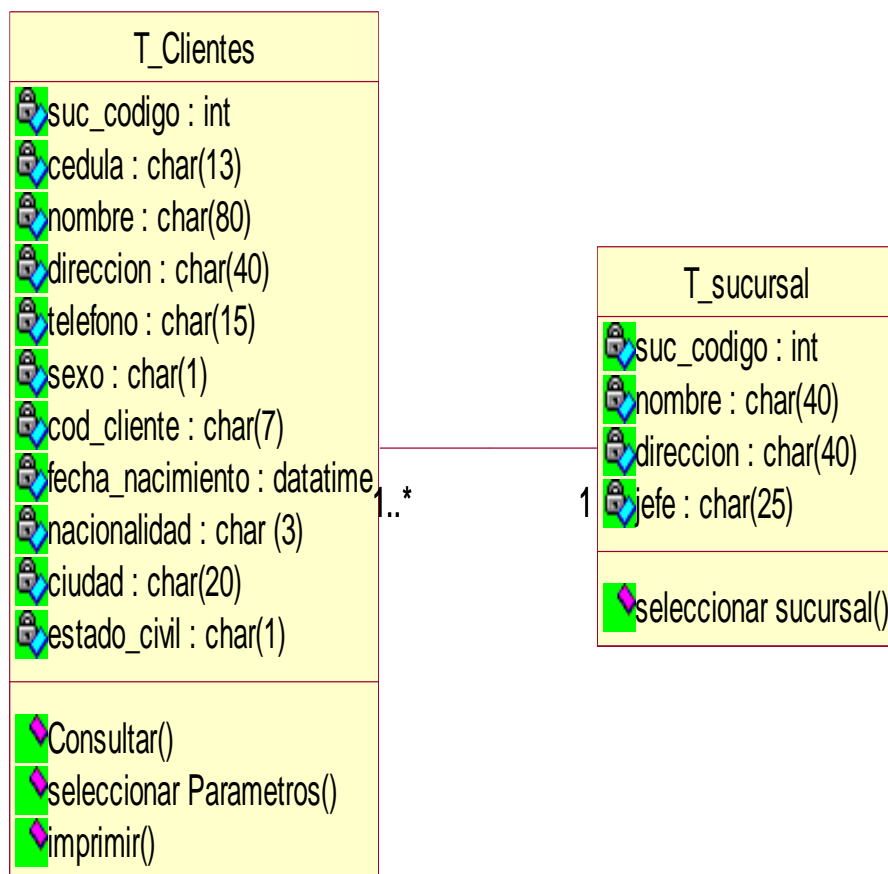 T_Clientes
suc_codigo : int
cedula : char(13)
nombre : char(80)
direccion : char(40)
telefono : char(15)
sexo : char(1)
cod_cliente : char(7)
fecha_nacimiento : datatime
nacionalidad : char (3)
ciudad : char(20)
estado_civil : char(1)
Consultar()
seleccionar Parametros()
imprimir()
1..*
1
T_sucursal
suc_codigo : int
nombre : char(40)
direccion : char(40)
jefe : char(25)
seleccionar sucursal()